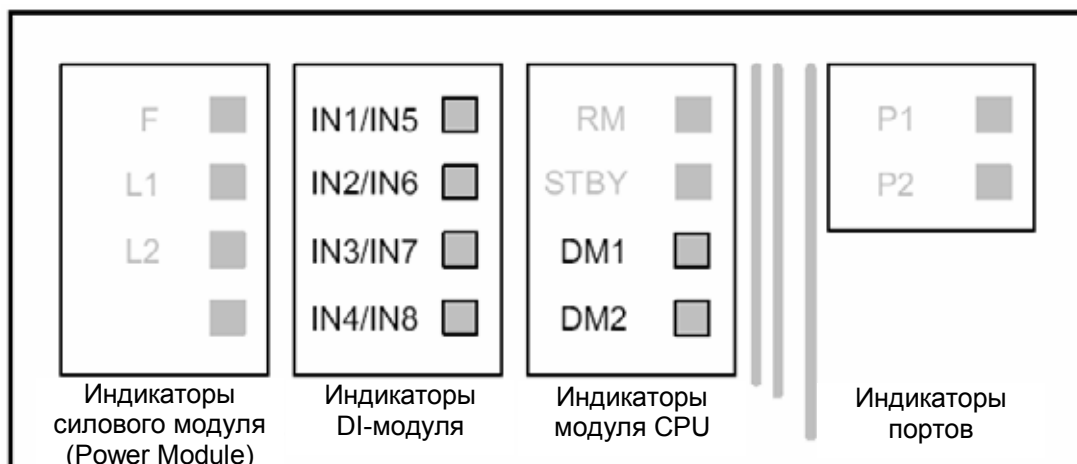 F
L1
L2
IN1/IN5
IN2/IN6
IN3/IN7
IN4/IN8
RM
STBY
DM1
DM2
P1
P2
Индикаторы
силового модуля
(Power Module)
Индикаторы
DI-модуля
Индикаторы
модуля CPU
Индикаторы
портов